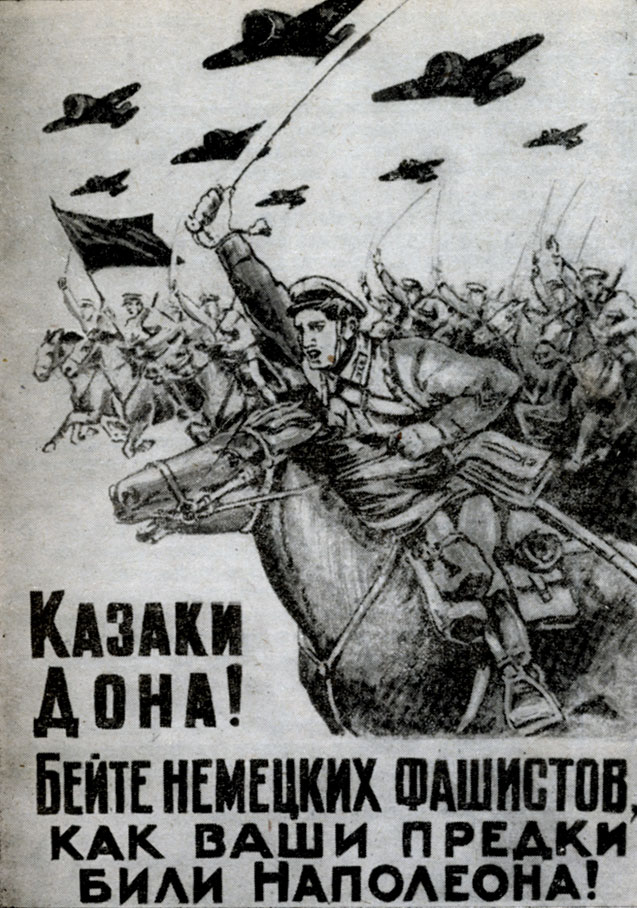 Казаки
Дона!
Бейте немецких фашистов,
как ваши предки
били Наполеона!